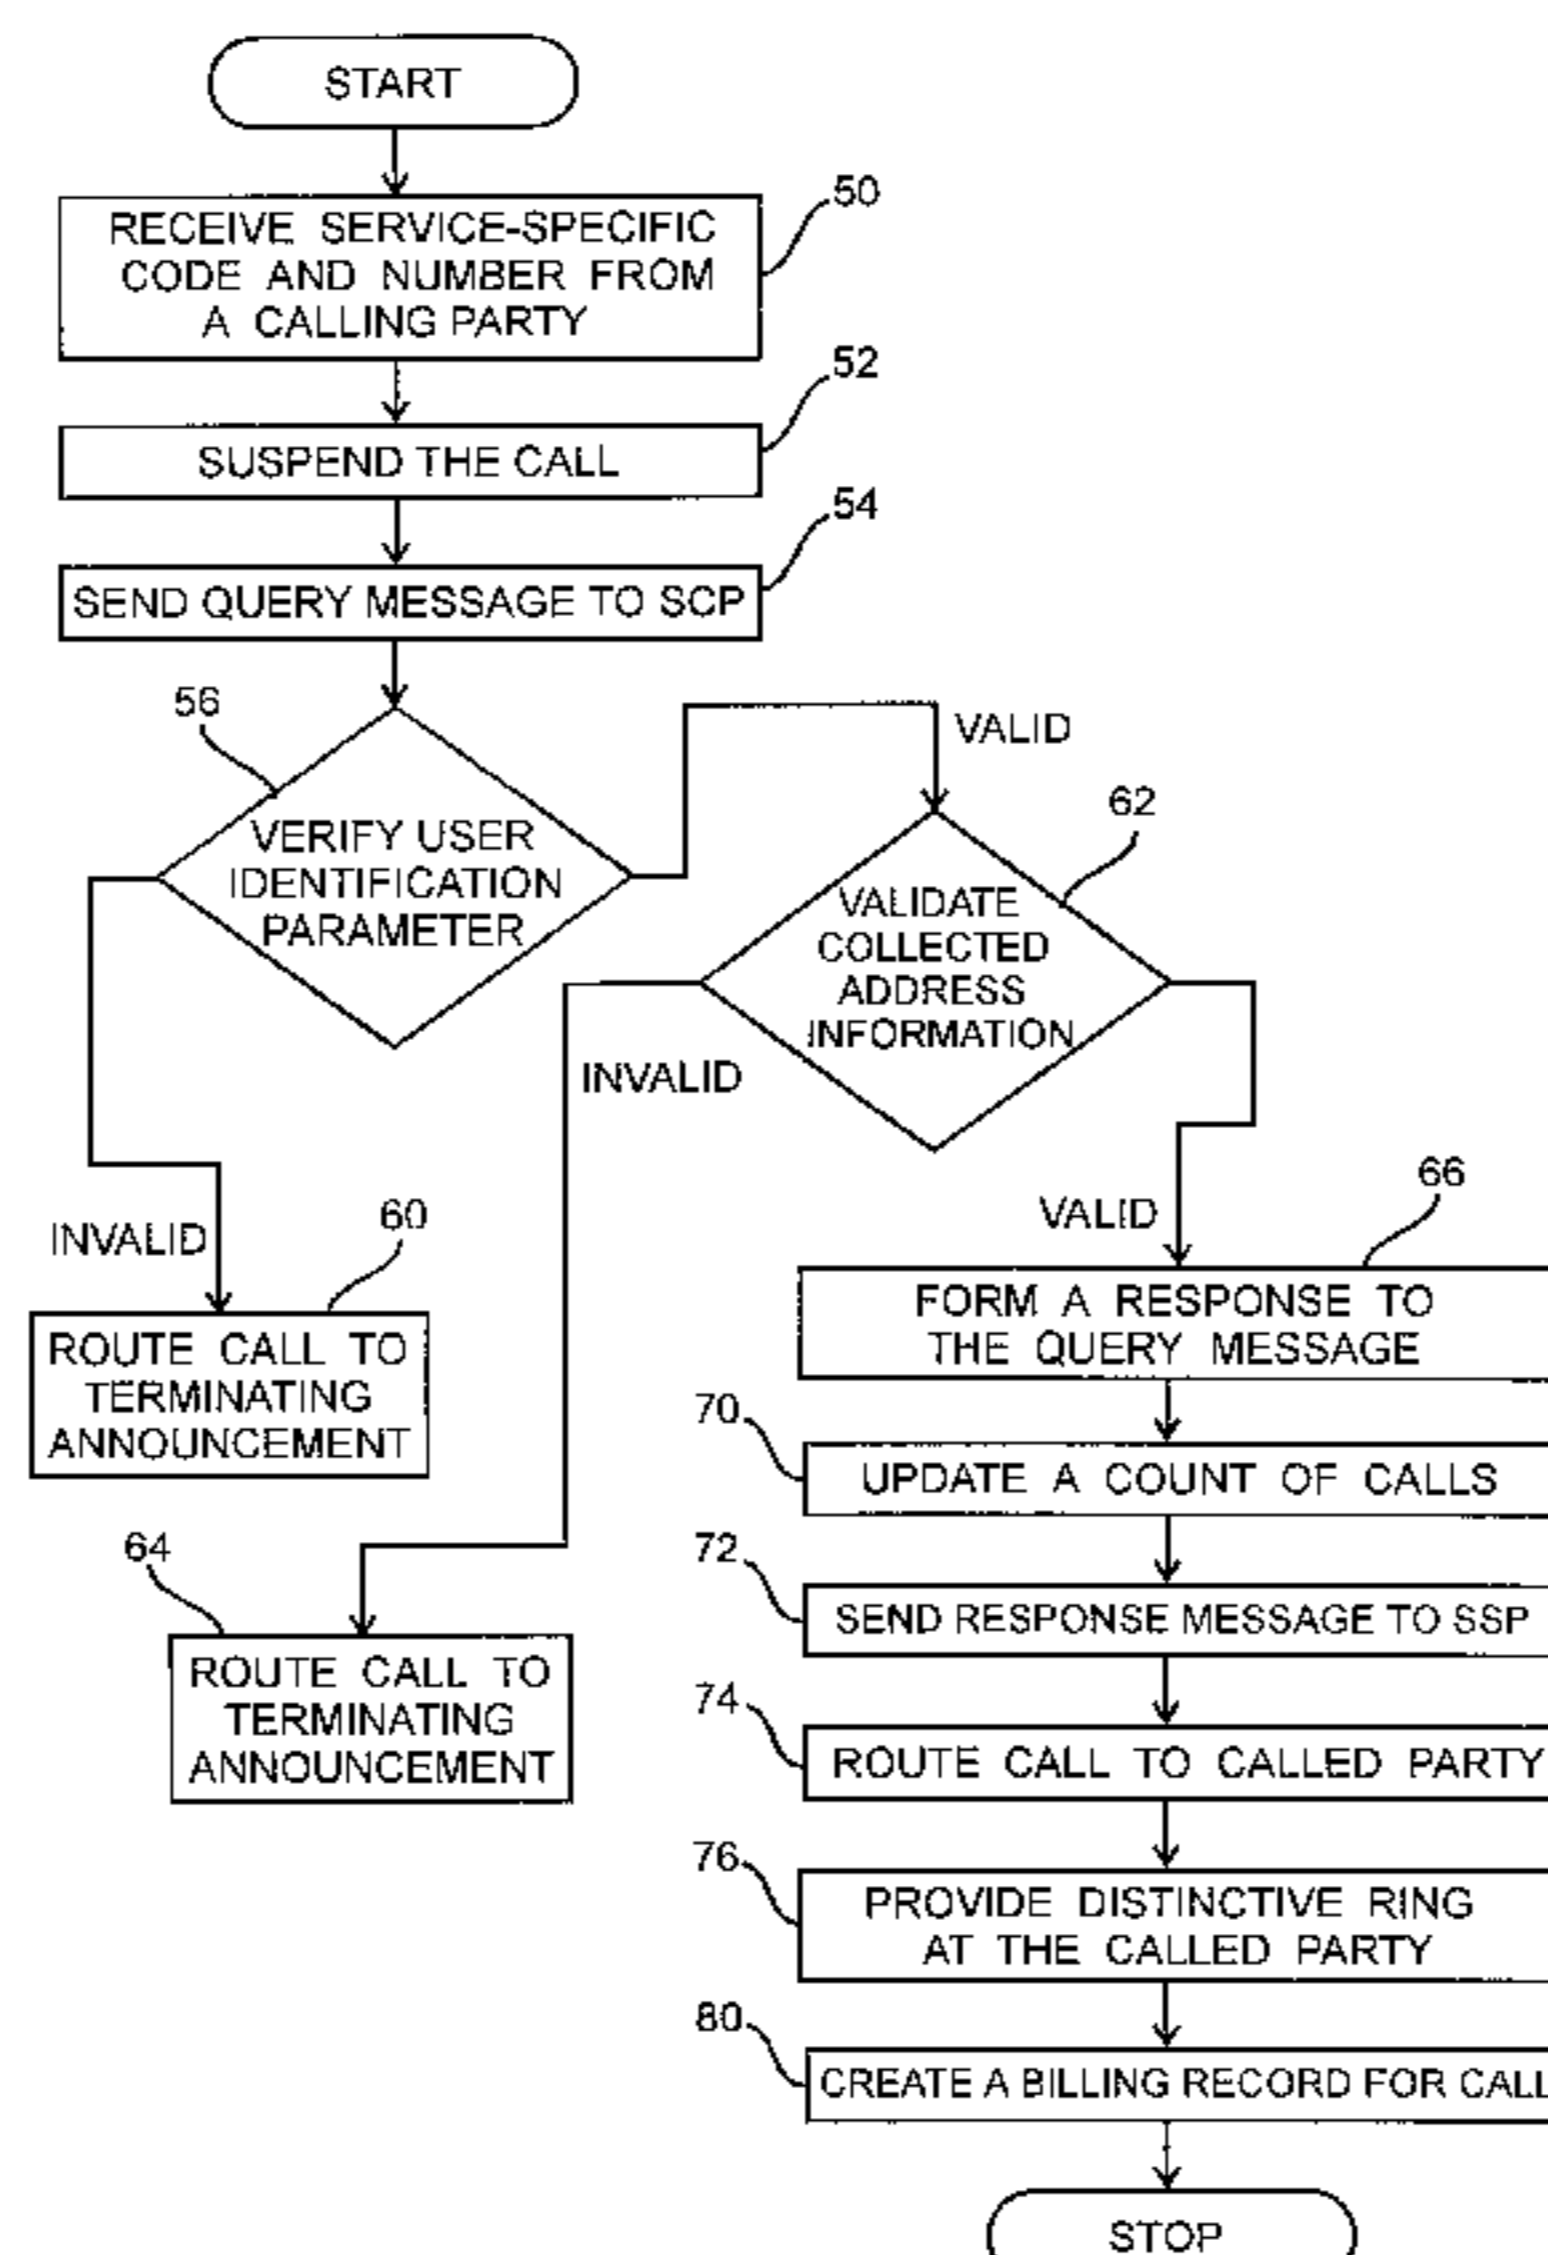 START
50
RECEIVE SERVICE-SPECIFIC
CODE AND NUMBER FROM
A CALLING PARTY
52
SUSPEND THE CALL
54
SEND QUERY MESSAGE TO SCP
56
VERIFY USER
IDENTIFICATION
PARAMETER
VALID
62
VALIDATE
COLLECTED
ADDRESS
INFORMATION
INVALID
VALID
INVALID
60
ROUTE CALL TO
TERMINATING
ANNOUNCEMENT
64
ROUTE CALL TO
TERMINATING
ANNOUNCEMENT
66
FORM A RESPONSE TO
THE QUERY MESSAGE
70
UPDATE A COUNT OF CALLS
72
SEND RESPONSE MESSAGE TO SSP
74
ROUTE CALL TO CALLED PARTY
76
PROVIDE DISTINCTIVE RING
AT THE CALLED PARTY
80
CREATE A BILLING RECORD FOR CALL
STOP